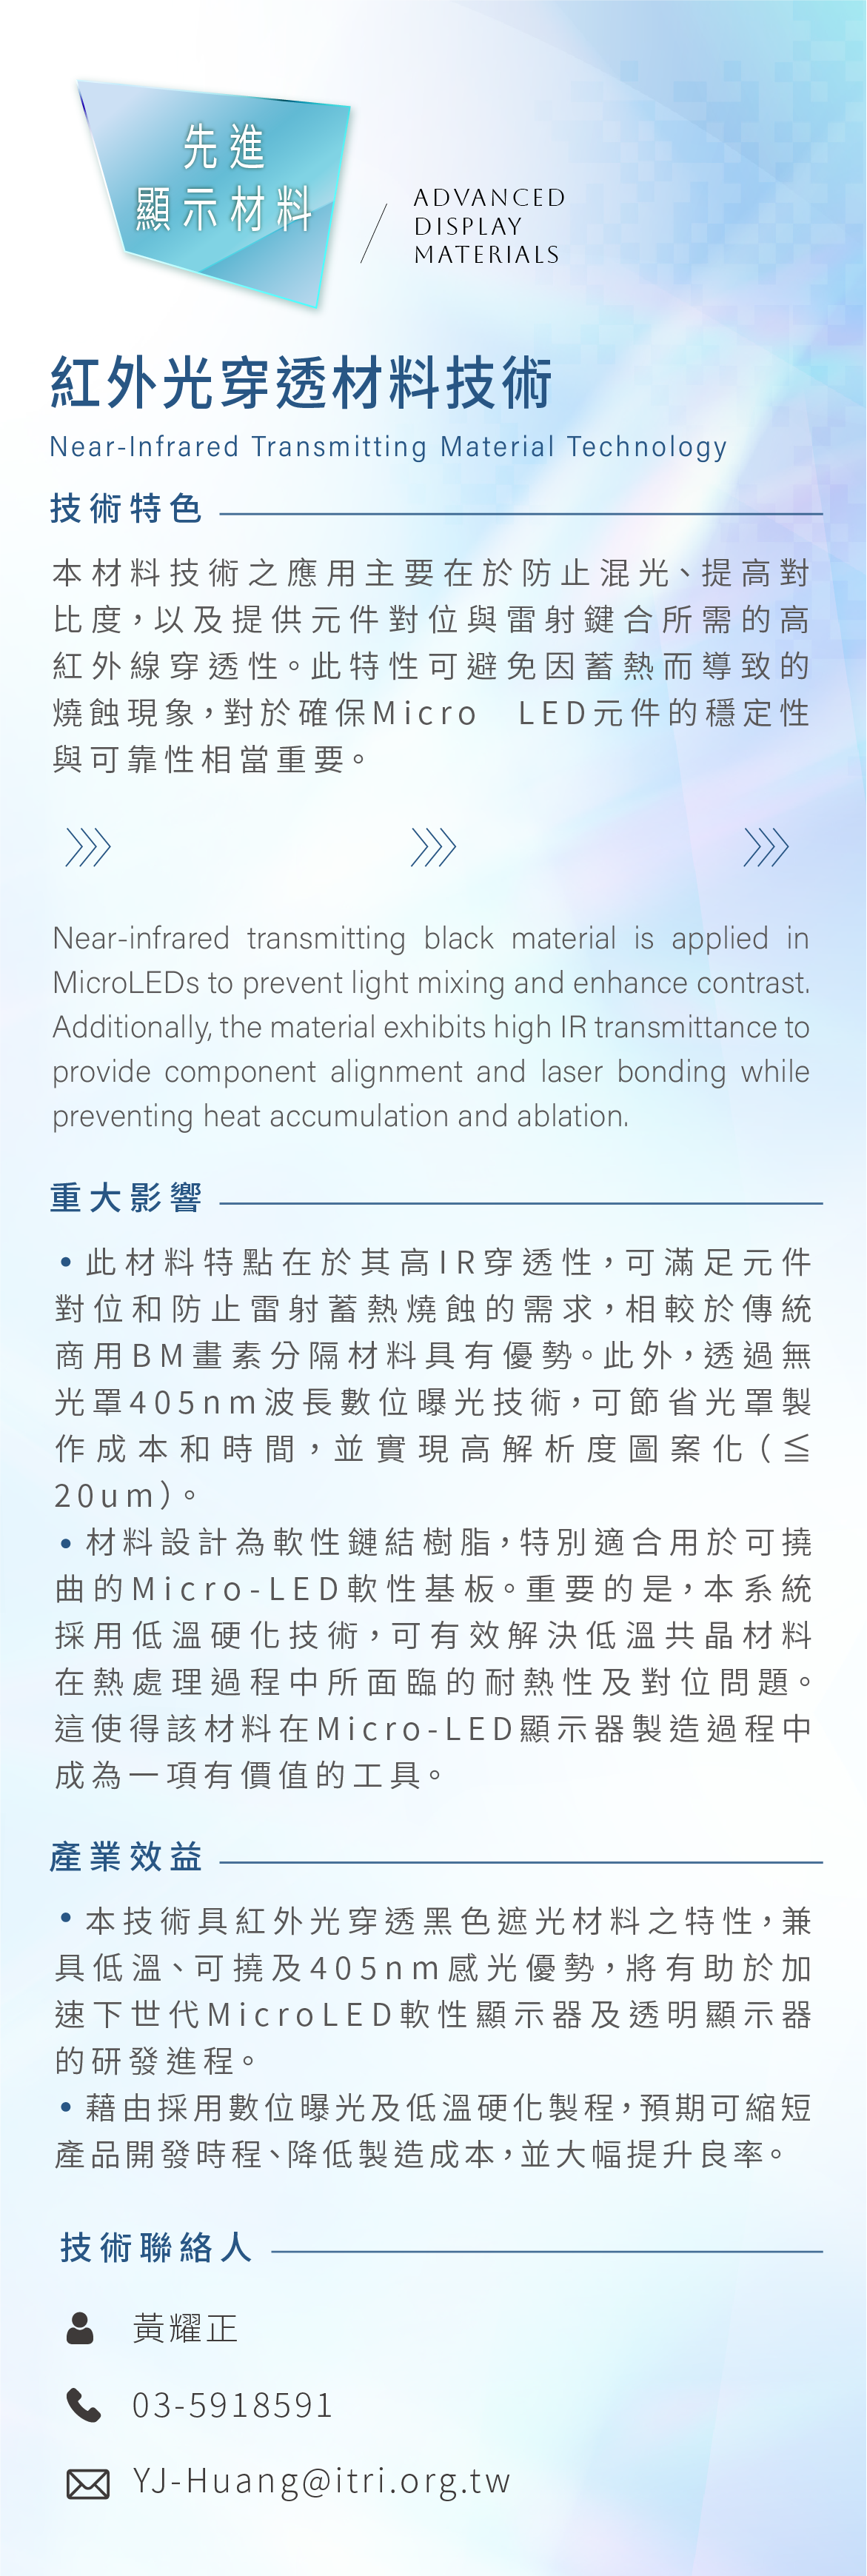 先進
顯示材料
ADVANCED
DISPLAY
MATERIALS
紅外光穿透材料技術
Near-Infrared Transmitting Material Technology
技術特色
本材料技術之應用主要在於防止混光、提高對
比度，以及提供元件對位與雷射鍵合所需的高
紅外線穿透性。此特性可避免因蓄熱而導致的
燒蝕現象，對於確保Micro LED元件的穩定性
與可靠性相當重要。
Near-infrared transmitting black material is applied in
MicroLEDs to prevent light mixing and enhance contrast.
Additionally, the material exhibits high IR transmittance to
provide component alignment and laser bonding while
preventing heat accumulation and ablation.
重大影響
• 此材料特點在於其高IR穿透性，可滿足元件
對位和防止雷射蓄熱燒蝕的需求，相較於傳統
商用BM畫素分隔材料具有優勢。此外，透過無
光罩405nm波長數位曝光技術，可節省光罩製
作成本和時間，並實現高解析度圖案化（≦
20um）。
• 材料設計為軟性鏈結樹脂，特別適合用於可撓
曲的Micro-LED軟性基板。重要的是，本系統
採用低溫硬化技術，可有效解決低溫共晶材料
在熱處理過程中所面臨的耐熱性及對位問題。
這使得該材料在Micro-LED顯示器製造過程中
成為一項有價值的工具。
產業效益
• 本技術具紅外光穿透黑色遮光材料之特性，兼
具低溫、可撓及405nm感光優勢，將有助於加
速下世代MicroLED軟性顯示器及透明顯示器
的研發進程。
• 藉由採用數位曝光及低溫硬化製程，預期可縮短
產品開發時程、降低製造成本，並大幅提升良率。
技術聯絡人
黃耀正
03-5918591
YJ-Huang@itri.org.tw